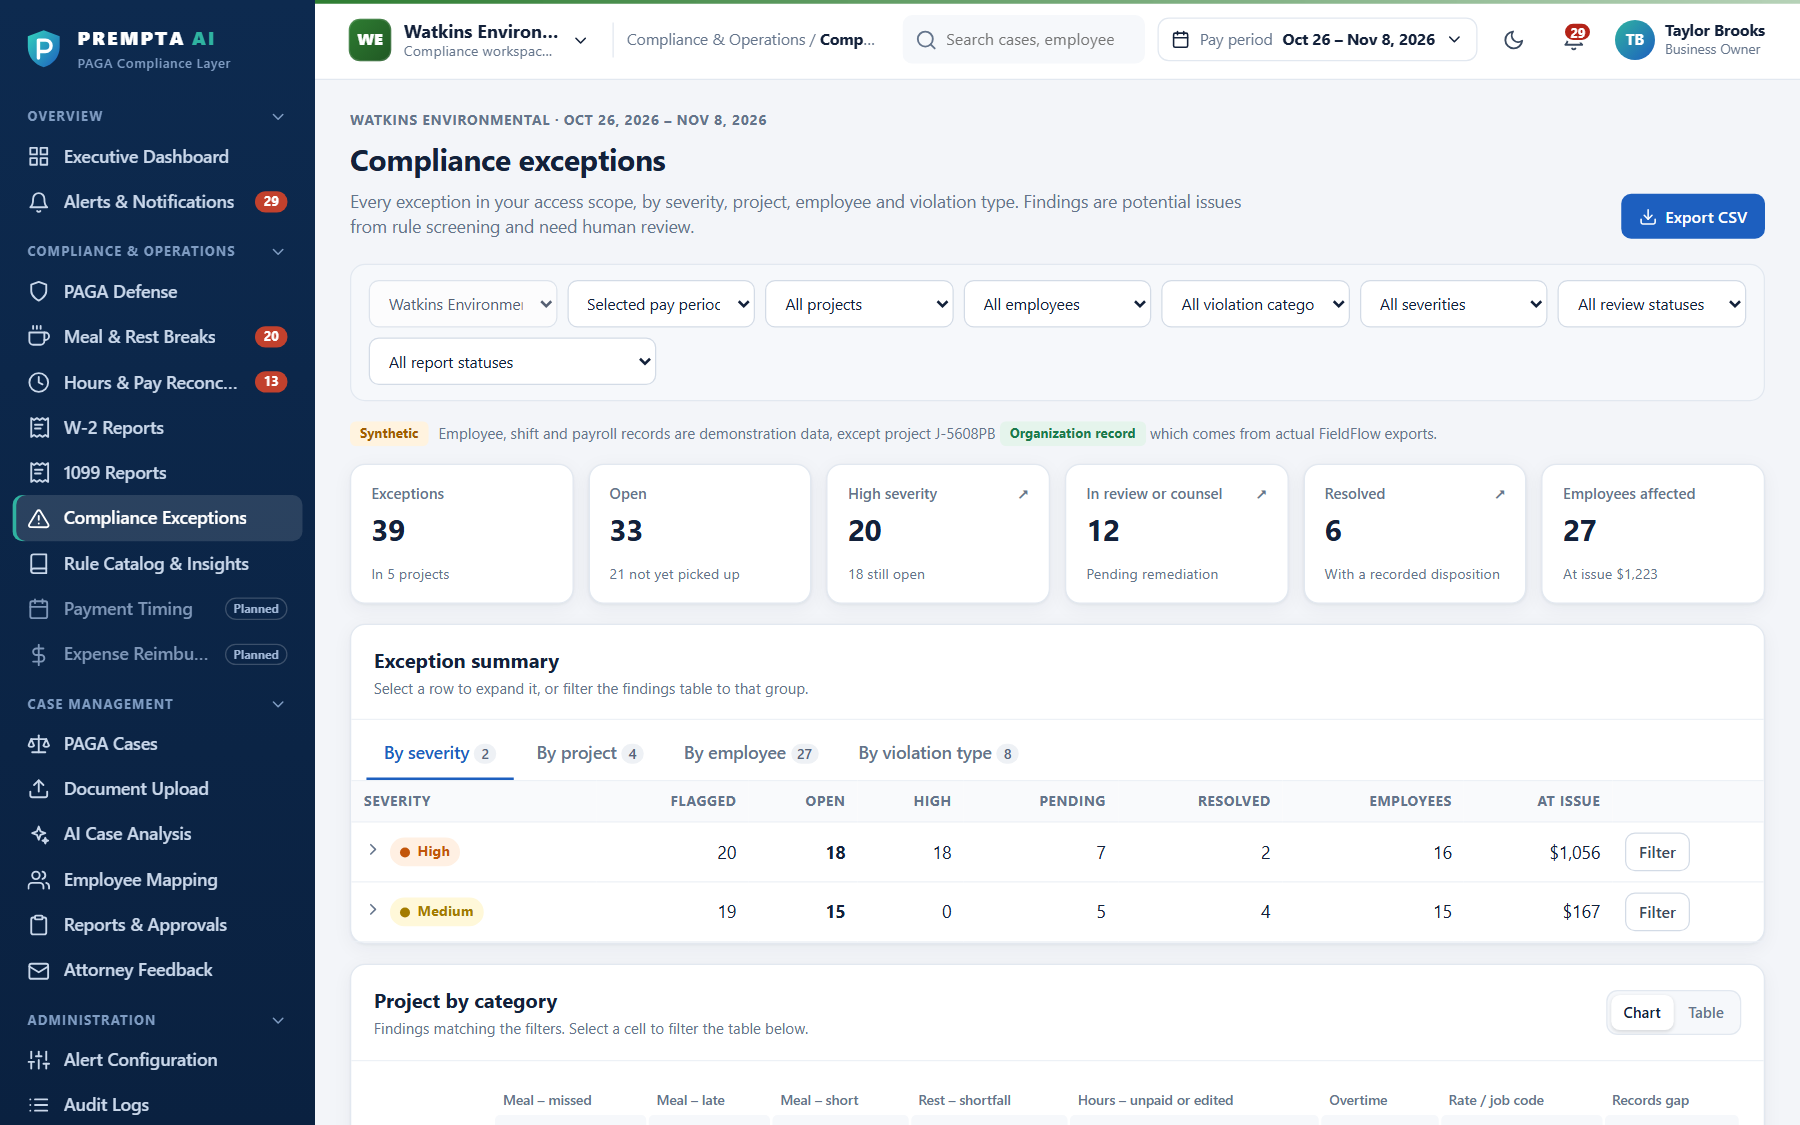 PREMPTA AI
PAGA Compliance Layer
OVERVIEW
Executive Dashboard
Alerts & Notifications 29
COMPLIANCE & OPERATIONS
PAGA Defense
Meal & Rest Breaks 20
Hours & Pay Reconc... 13
W-2 Reports
1099 Reports
Compliance Exceptions
Rule Catalog & Insights
Payment Timing Planned
Expense Reimbu... Planned
CASE MANAGEMENT
PAGA Cases
Document Upload
AI Case Analysis
Employee Mapping
Reports & Approvals
Attorney Feedback
ADMINISTRATION
Alert Configuration
Audit Logs
WE
Watkins Environ...
Compliance workspac...
Compliance & Operations / Comp...
Search cases, employee
Pay period Oct 26 – Nov 8, 2026
29
TB
Taylor Brooks
Business Owner
WATKINS ENVIRONMENTAL · OCT 26, 2026 – NOV 8, 2026
Compliance exceptions
Every exception in your access scope, by severity, project, employee and violation type. Findings are potential issues
from rule screening and need human review.
Export CSV
Watkins Environmer Selected pay perioc All projects All employees All violation catego All severities All review statuses
All report statuses
Synthetic Employee, shift and payroll records are demonstration data, except project J-5608PB Organization record which comes from actual FieldFlow exports.
Exceptions Open High severity ↗ In review or counsel ↗ Resolved ↗ Employees affected
39 33 20 12 6 27
In 5 projects 21 not yet picked up 18 still open Pending remediation With a recorded disposition At issue $1,223
Exception summary
Select a row to expand it, or filter the findings table to that group.
By severity 2 By project 4 By employee 27 By violation type 8
SEVERITY FLAGGED OPEN HIGH PENDING RESOLVED EMPLOYEES AT ISSUE
High 20 18 18 7 2 16 $1,056 Filter
Medium 19 15 0 5 4 15 $167 Filter
Project by category
Findings matching the filters. Select a cell to filter the table below.
Chart Table
Meal – missed Meal – late Meal – short Rest – shortfall Hours – unpaid or edited Overtime Rate / job code Records gap